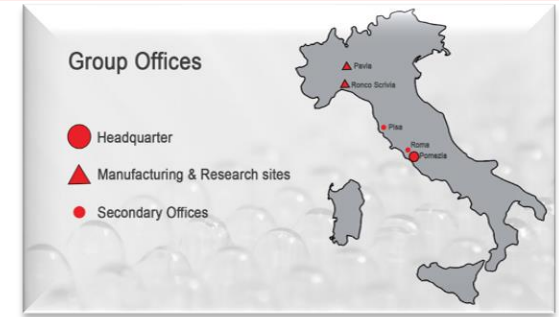 Group Offices
Headquarter
Manufacturing & Research sites
Secondary Offices
Pavia
Ronco Scrivia
Pisa
Roma
Pomezia